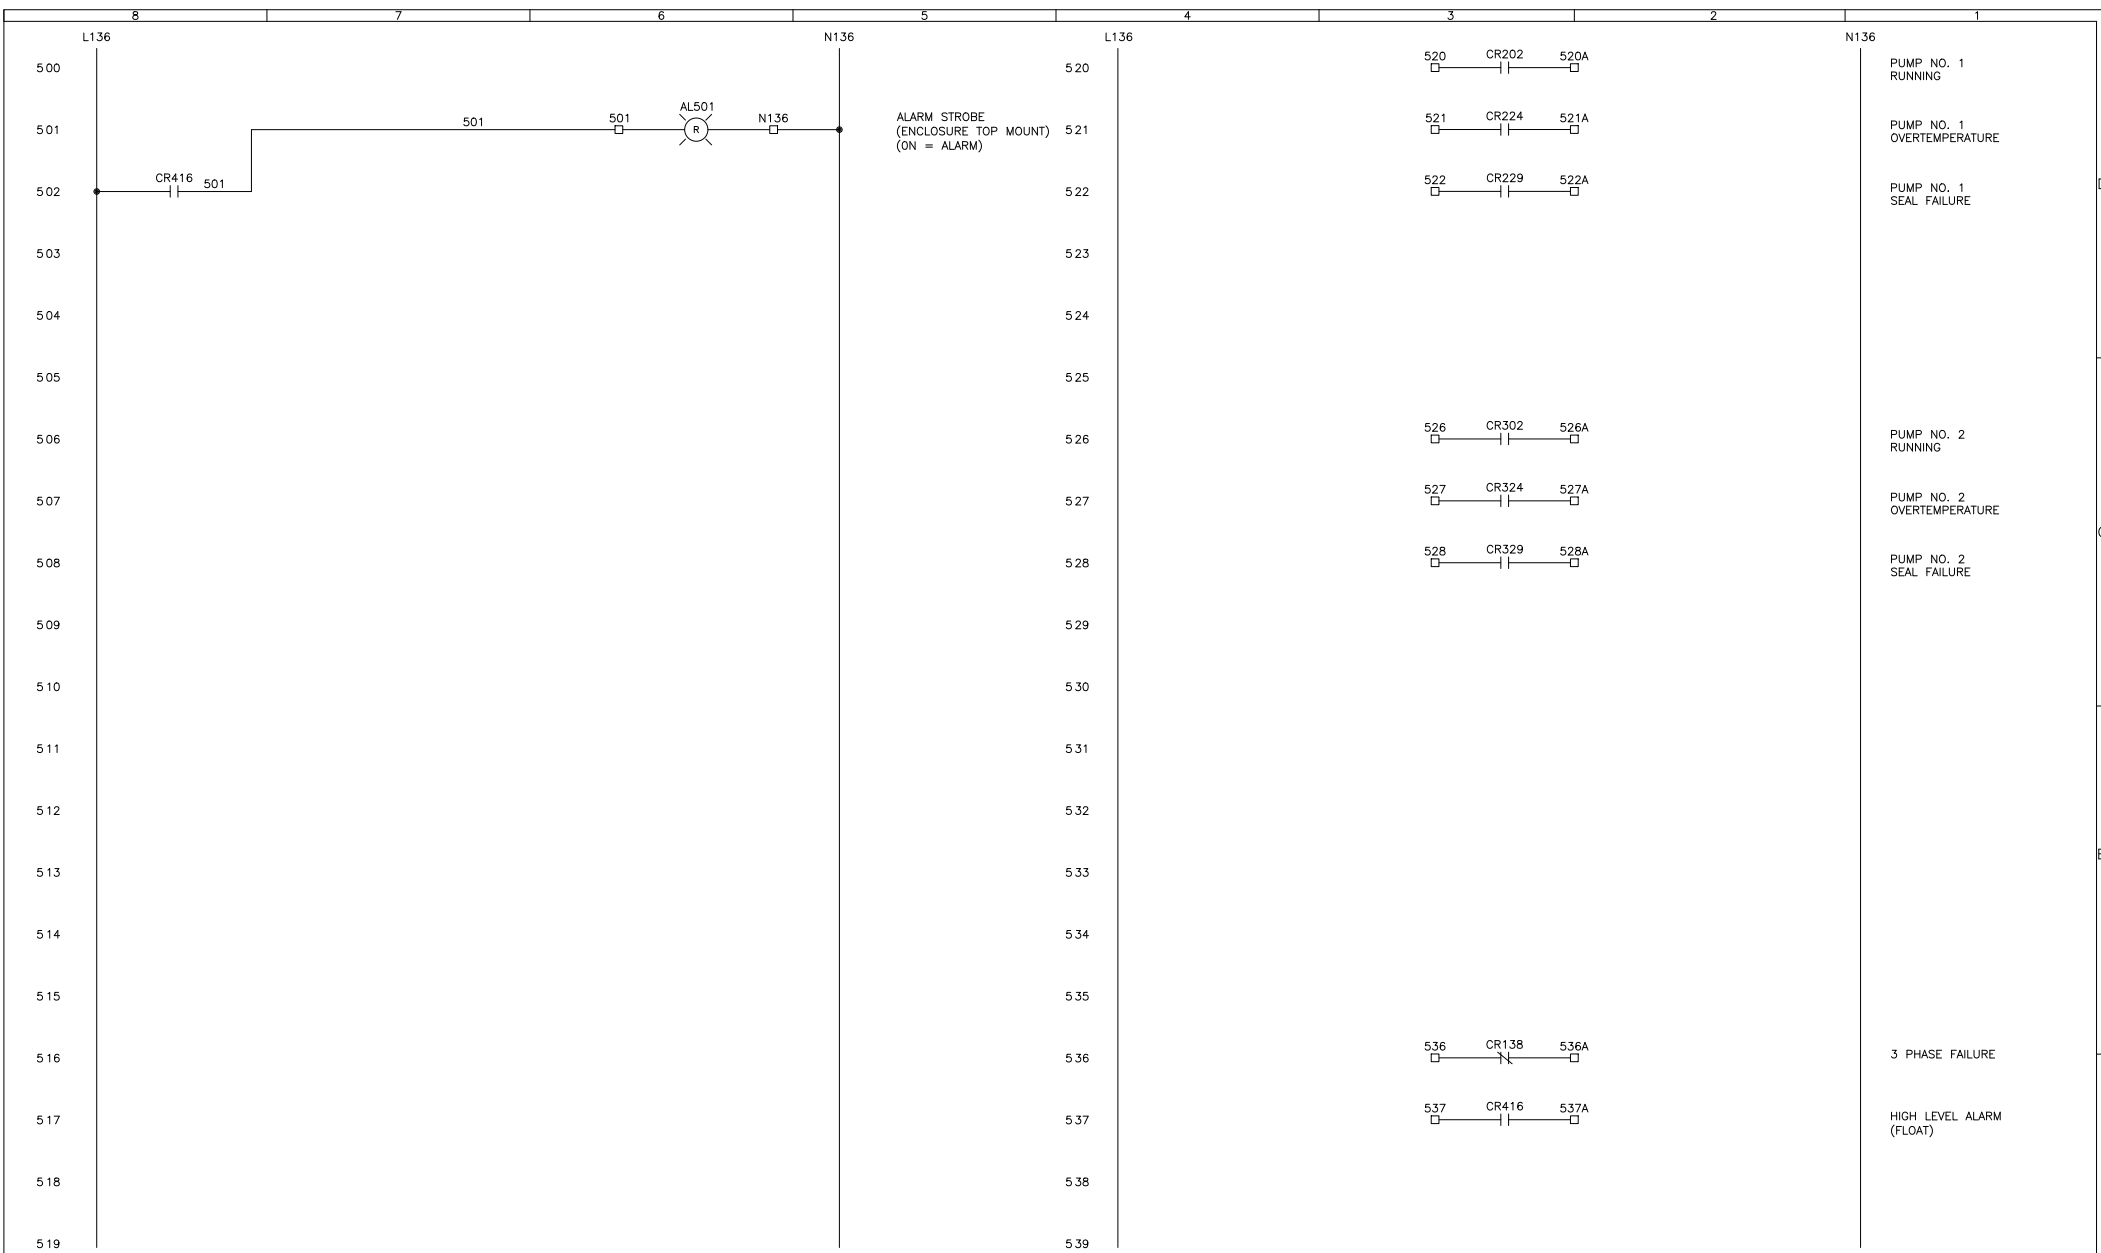 8 7 6 5 4 3 2 1
L136 N136 L136 N136
500
AL501
501 501 501 R N136 ALARM STROBE
(ENCLOSURE TOP MOUNT)
(ON = ALARM)
502 CR416 501
503
504
505
506
507
508
509
510
511
512
513
514
515
516
517
518
519
520 520 CR202 520A PUMP NO. 1
RUNNING
521 521 CR224 521A PUMP NO. 1
OVERTEMPERATURE
522 522 CR229 522A PUMP NO. 1
SEAL FAILURE
523
524
525
526 526 CR302 526A PUMP NO. 2
RUNNING
527 527 CR324 527A PUMP NO. 2
OVERTEMPERATURE
528 528 CR329 528A PUMP NO. 2
SEAL FAILURE
529
530
531
532
533
534
535
536 536 CR138 536A 3 PHASE FAILURE
537 537 CR416 537A HIGH LEVEL ALARM
(FLOAT)
538
539